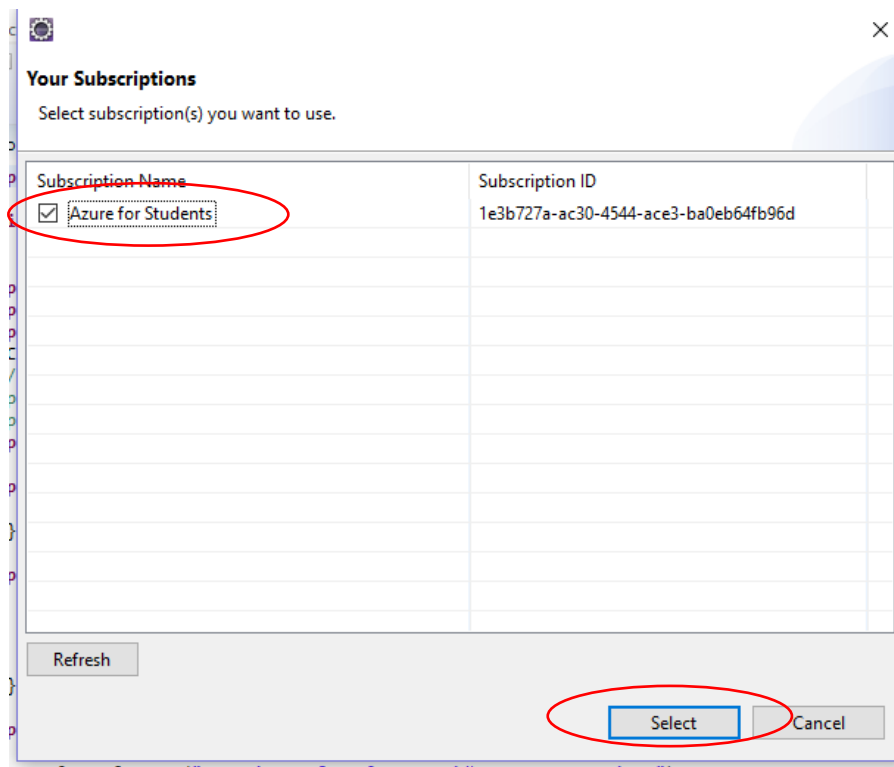 Your Subscriptions
Select subscription(s) you want to use.
Subscription Name Subscription ID
Azure for Students 1e3b727a-ac30-4544-ace3-ba0eb64fb96d
Refresh
Select Cancel